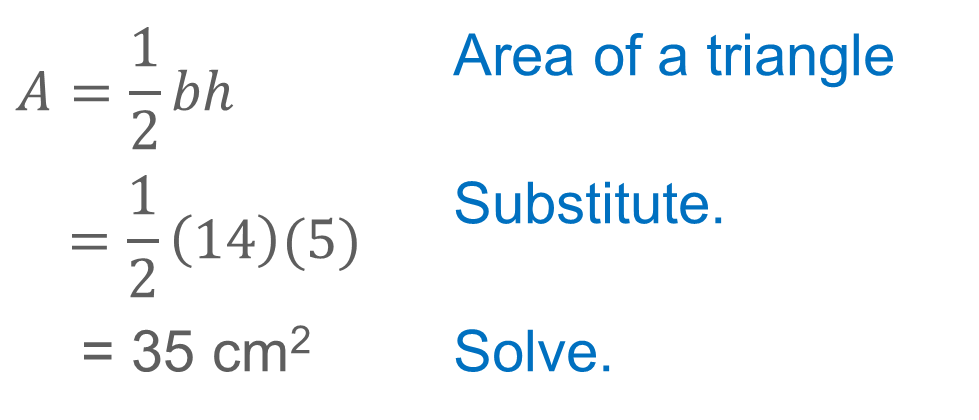 A = 1/2 bh Area of a triangle
= 1/2 (14)(5) Substitute.
= 35 cm² Solve.